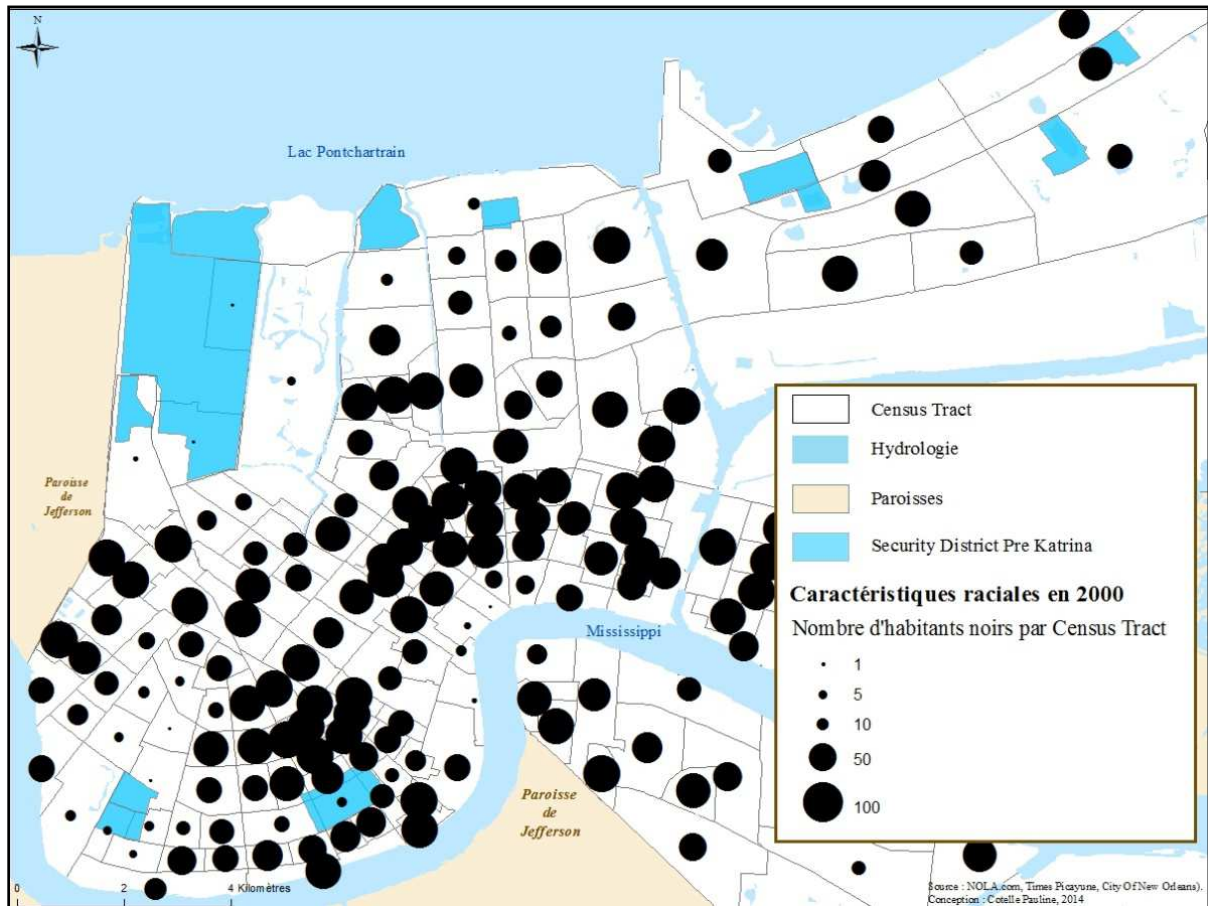 N
Lac Pontchartrain
Paroisse
de
Jefferson
Mississippi
Paroisse
de
Jefferson
Census Tract
Hydrologie
Paroisses
Security District Pre Katrina
Caractéristiques raciales en 2000
Nombre d'habitants noirs par Census Tract
1
5
10
50
100
0 2 4 Kilomètres
Source : NOLA.com, Times Picayune, City Of New Orleans).
Conception : Cotelle Pauline, 2014